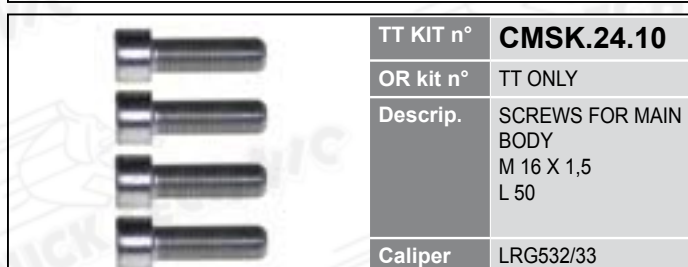 TT KIT n° CMSK.24.10
OR kit n° TT ONLY
Descrip. SCREWS FOR MAIN
BODY
M 16 X 1,5
L 50
Caliper LRG532/33